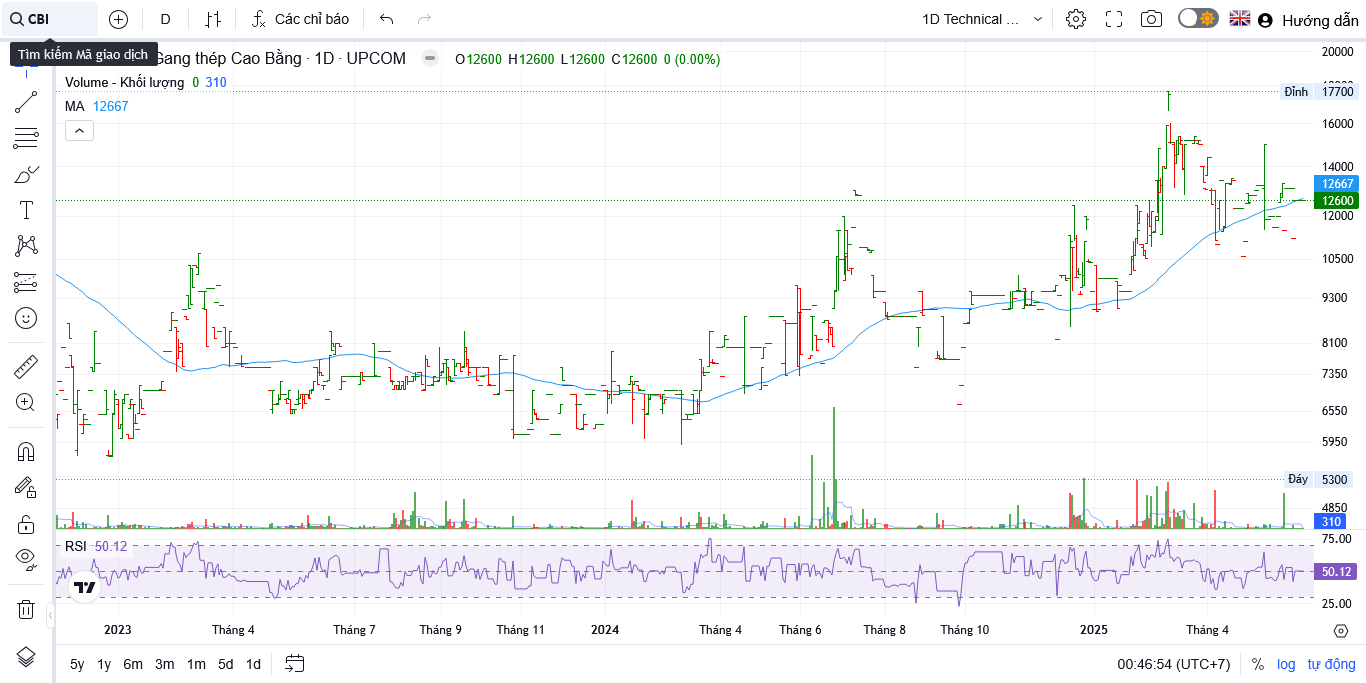 CBI
D
Các chỉ báo
1D Technical ...
Hướng dẫn
Tìm kiếm Mã giao dịch
Gang thép Cao Bằng · 1D · UPCOM
O12600 H12600 L12600 C12600 0 (0.00%)
Volume - Khối lượng 0 310
MA 12667
20000
Đỉnh 17700
16000
14000
12667
12600
12000
10500
9300
8100
7350
6550
5950
Đáy 5300
4850
310
RSI 50.12
75.00
50.12
25.00
2023 Tháng 4 Tháng 7 Tháng 9 Tháng 11 2024 Tháng 4 Tháng 6 Tháng 8 Tháng 10 2025 Tháng 4
5y 1y 6m 3m 1m 5d 1d
00:46:54 (UTC+7) % log tự động